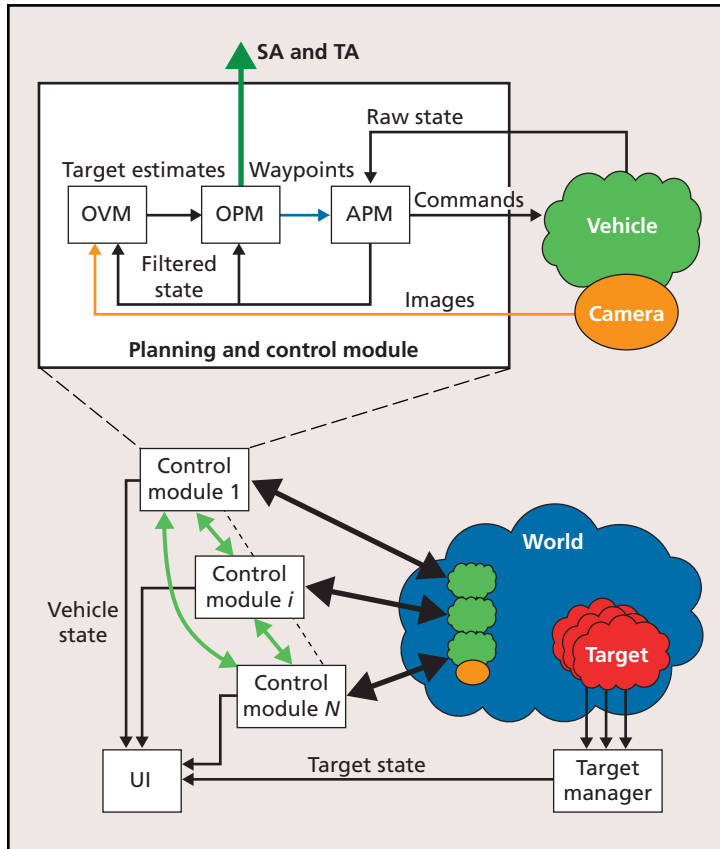 SA and TA
Raw state
Target estimates
Waypoints
OVM
OPM
APM
Commands
Vehicle
Filtered
state
Images
Camera
Planning and control module
Control
module 1
World
Control
module i
Vehicle
state
Target
Control
module N
UI
Target state
Target
manager